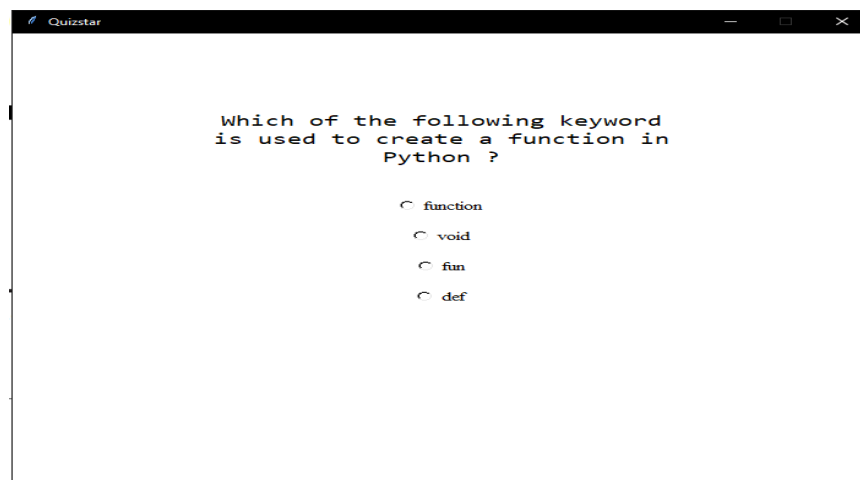 Quizstar
Which of the following keyword
is used to create a function in
Python ?
function
void
fun
def